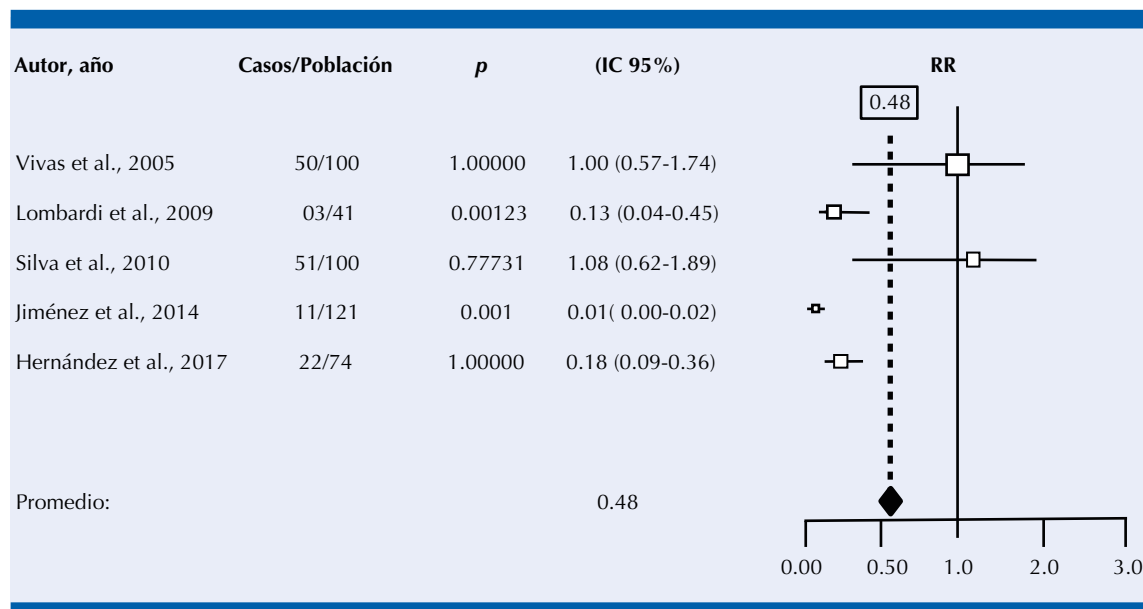 Autor, año Casos/Población p (IC 95%) RR
0.48
Vivas et al., 2005 50/100 1.00000 1.00 (0.57-1.74)
Lombardi et al., 2009 03/41 0.00123 0.13 (0.04-0.45)
Silva et al., 2010 51/100 0.77731 1.08 (0.62-1.89)
Jiménez et al., 2014 11/121 0.001 0.01( 0.00-0.02)
Hernández et al., 2017 22/74 1.00000 0.18 (0.09-0.36)
Promedio: 0.48
0.00 0.50 1.0 2.0 3.0